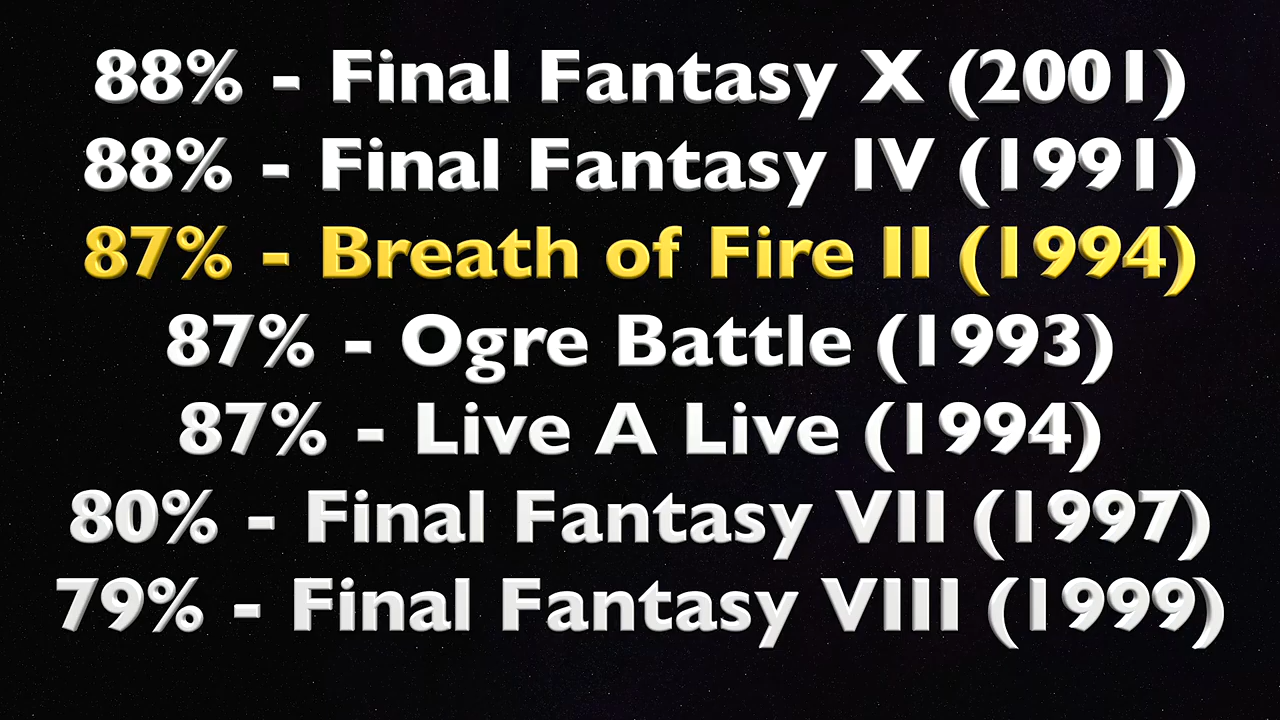 88% - Final Fantasy X (2001)
88% - Final Fantasy IV (1991)
87% - Breath of Fire II (1994)
87% - Ogre Battle (1993)
87% - Live A Live (1994)
80% - Final Fantasy VII (1997)
79% - Final Fantasy VIII (1999)